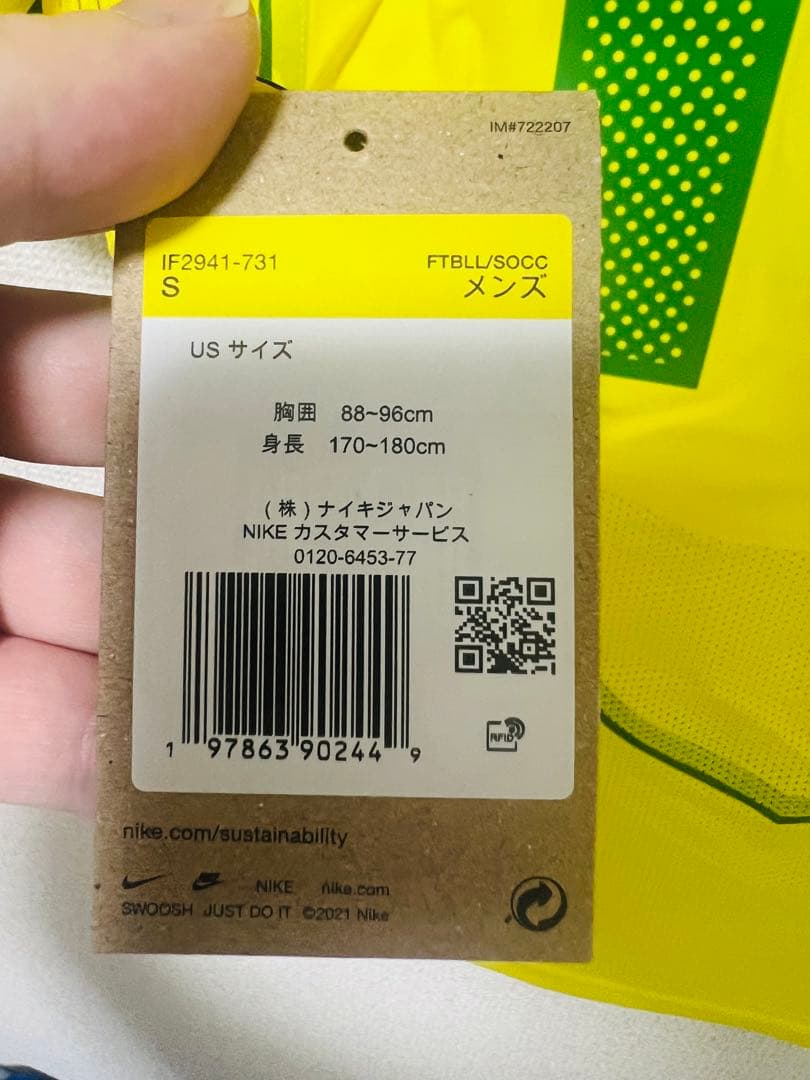 IM#722207
IF2941-731
FTBLL/SOCC
S
メンズ
US サイズ
胸囲 88~96cm
身長 170~180cm
(株)ナイキジャパン
NIKE カスタマーサービス
0120-6453-77
1 97863 90244 9
RFID
nike.com/sustainability
NIKE nike.com
SWOOSH JUST DO IT ©2021 Nike